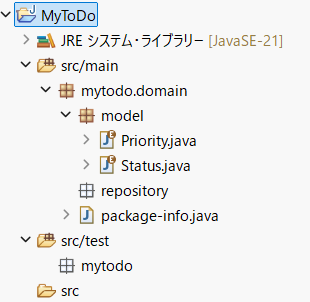 MyToDo
JRE システム・ライブラリー [JavaSE-21]
src/main
mytodo.domain
model
Priority.java
Status.java
repository
package-info.java
src/test
mytodo
src